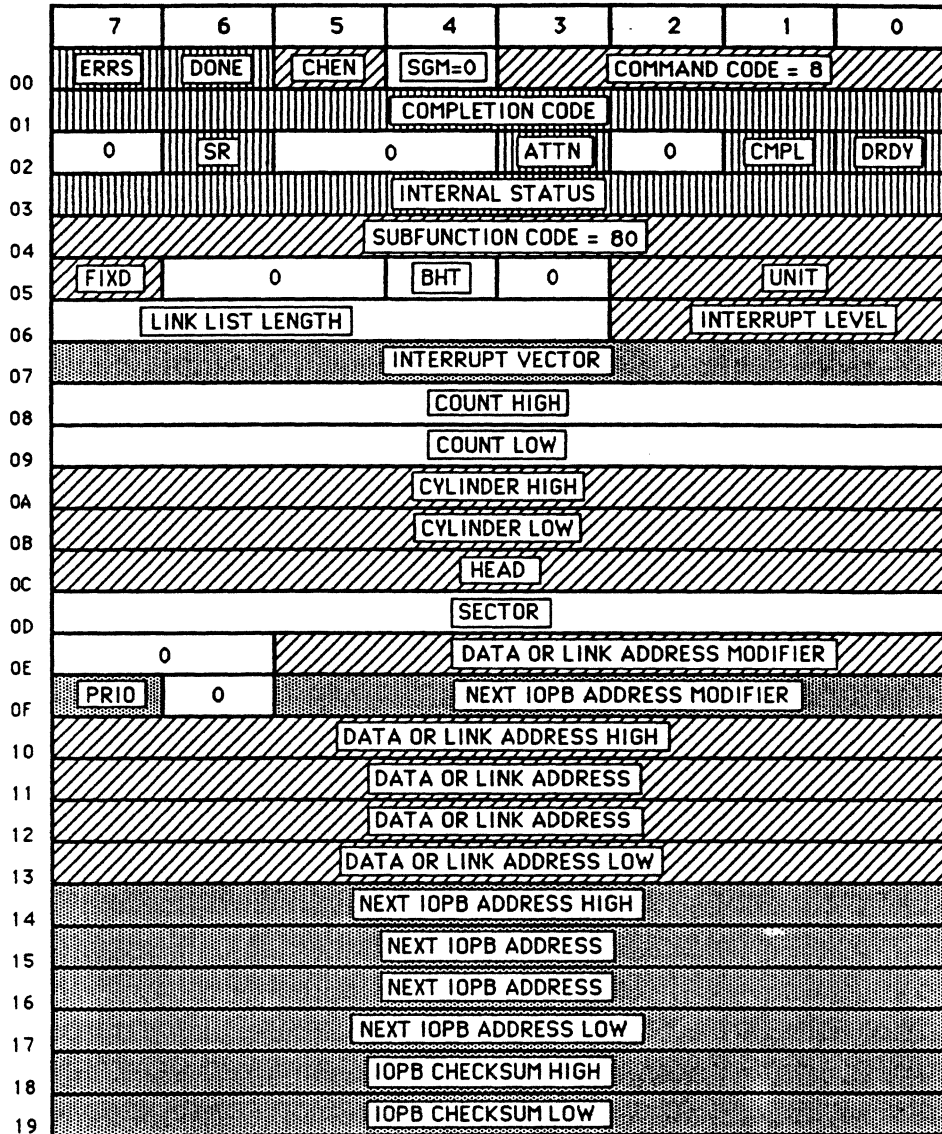 7 6 5 4 3 2 1 0
00 ERRS DONE CHEN SGM=0 COMMAND CODE = 8
01 COMPLETION CODE
02 0 SR 0 ATTN 0 CMPL DRDY
03 INTERNAL STATUS
04 SUBFUNCTION CODE = 80
05 FIXD 0 BHT 0 UNIT
06 LINK LIST LENGTH INTERRUPT LEVEL
07 INTERRUPT VECTOR
08 COUNT HIGH
09 COUNT LOW
0A CYLINDER HIGH
0B CYLINDER LOW
0C HEAD
0D SECTOR
0E 0 DATA OR LINK ADDRESS MODIFIER
0F PRIO 0 NEXT IOPB ADDRESS MODIFIER
10 DATA OR LINK ADDRESS HIGH
11 DATA OR LINK ADDRESS
12 DATA OR LINK ADDRESS
13 DATA OR LINK ADDRESS LOW
14 NEXT IOPB ADDRESS HIGH
15 NEXT IOPB ADDRESS
16 NEXT IOPB ADDRESS
17 NEXT IOPB ADDRESS LOW
18 IOPB CHECKSUM HIGH
19 IOPB CHECKSUM LOW